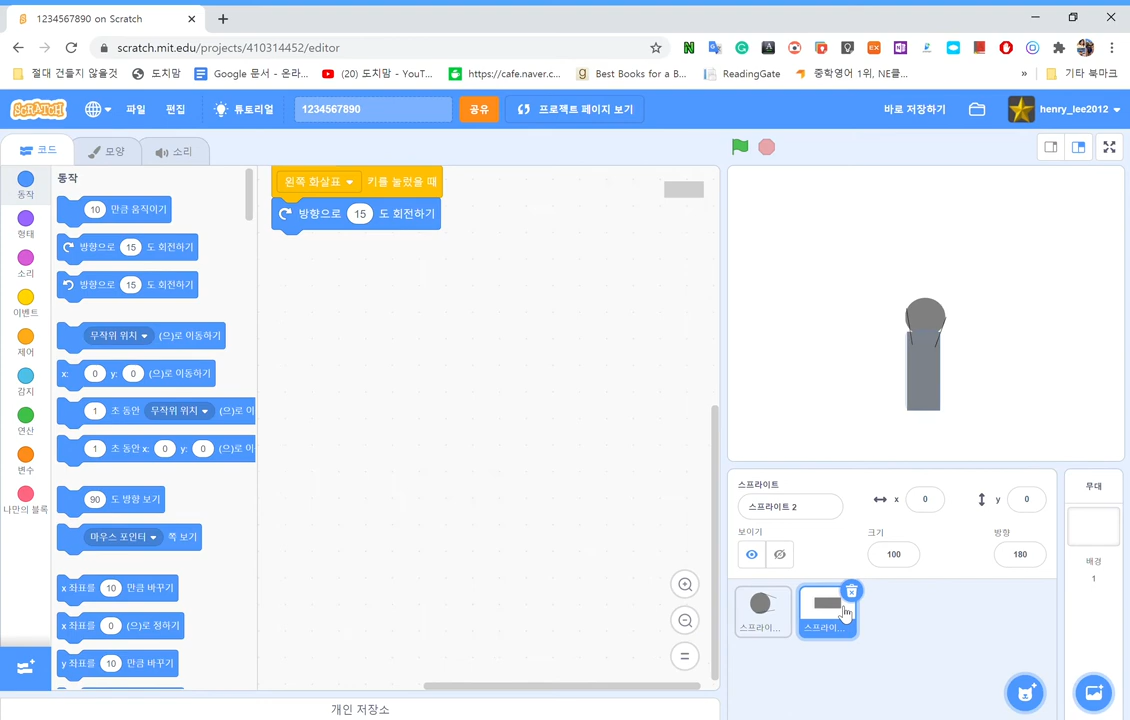 1234567890 on Scratch
scratch.mit.edu/projects/410314452/editor
절대 건들지 않을것 도치맘 Google 문서 - 온라... (20) 도치맘 - YouT... https://cafe.naver.c... Best Books for a B... ReadingGate 중학영어 1위, NE클... » 기타 북마크
SCRATCH 파일 편집 튜토리얼 1234567890 공유 프로젝트 페이지 보기 바로 저장하기 henry_lee2012
코드 모양 소리
동작
동작
형태
소리
이벤트
제어
감지
연산
변수
나만의 블록
10 만큼 움직이기
방향으로 15 도 회전하기
방향으로 15 도 회전하기
무작위 위치 (으)로 이동하기
x: 0 y: 0 (으)로 이동하기
1 초 동안 무작위 위치 (으)로 이
1 초 동안 x: 0 y: 0 (으)로 이
90 도 방향 보기
마우스 포인터 쪽 보기
x 좌표를 10 만큼 바꾸기
x 좌표를 0 (으)로 정하기
y 좌표를 10 만큼 바꾸기
왼쪽 화살표 키를 눌렀을 때
방향으로 15 도 회전하기
스프라이트
스프라이트 2
x 0 y 0
보이기 크기 방향
100 180
스프라이... 스프라이...
무대
배경
1
개인 저장소